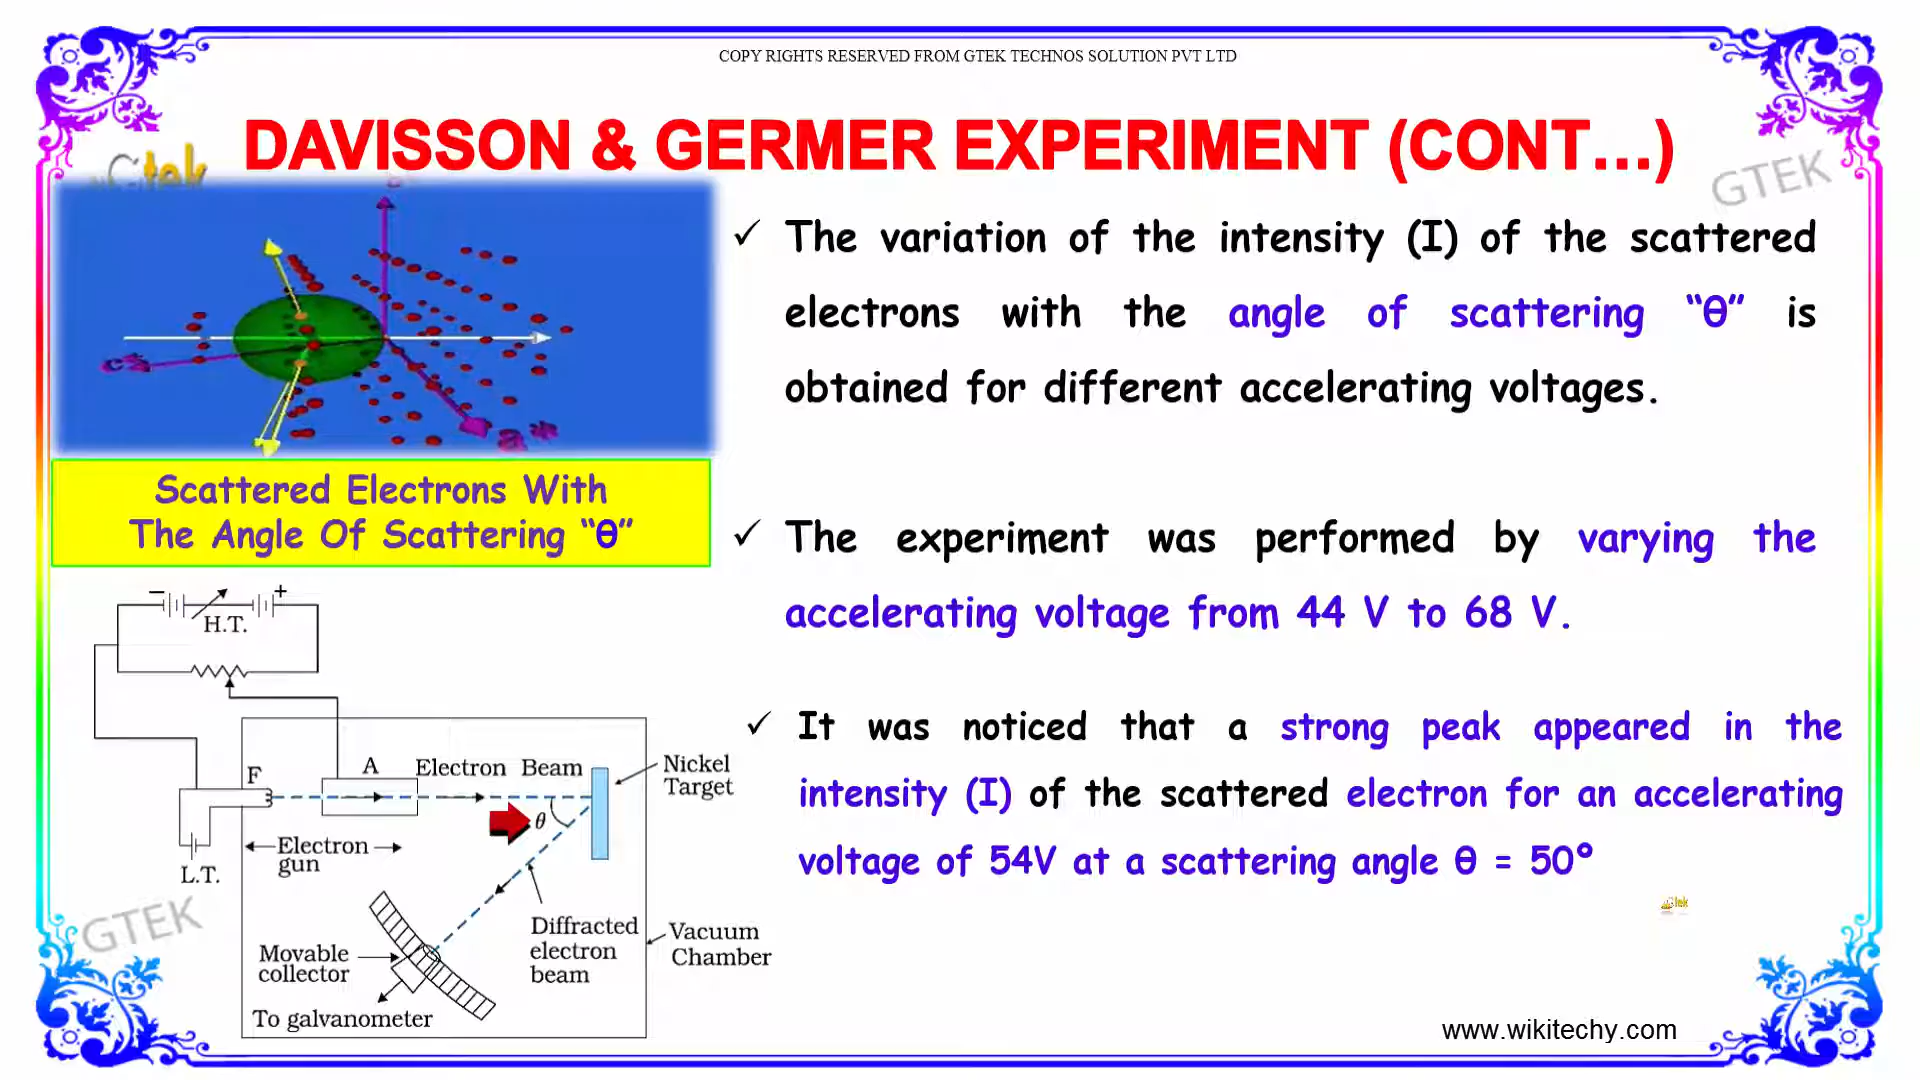 COPY RIGHTS RESERVED FROM GTEK TECHNOS SOLUTION PVT LTD
DAVISSON & GERMER EXPERIMENT (CONT...)
GTEK
✓ The variation of the intensity (I) of the scattered
electrons with the angle of scattering “θ” is
obtained for different accelerating voltages.
Scattered Electrons With
The Angle Of Scattering “θ”
✓ The experiment was performed by varying the
accelerating voltage from 44 V to 68 V.
✓ It was noticed that a strong peak appeared in the
intensity (I) of the scattered electron for an accelerating
voltage of 54V at a scattering angle θ = 50º
− +
H.T.
F
A
Electron Beam
Nickel
Target
θ
Electron
gun
L.T.
Diffracted
electron
beam
Vacuum
Chamber
Movable
collector
To galvanometer
GTEK
www.wikitechy.com